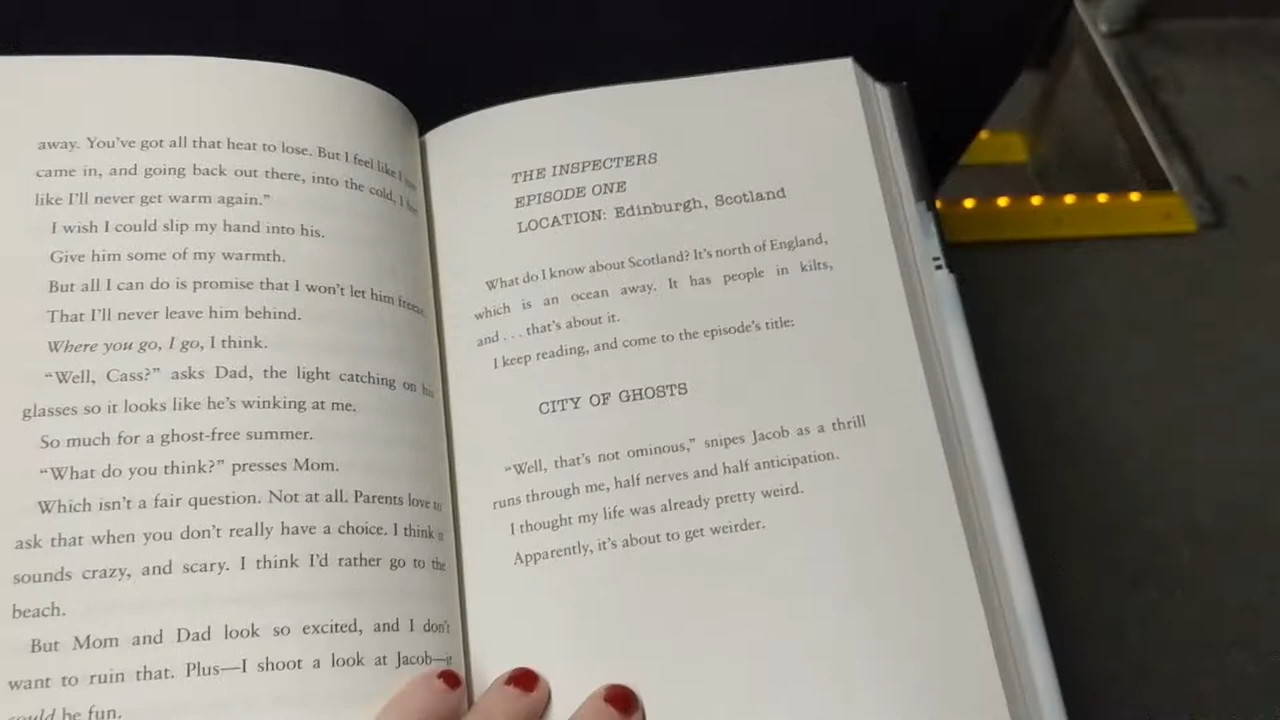 away. You've got all that heat to lose. But I feel like I
came in, and going back out there, into the cold, I
like I'll never get warm again."
I wish I could slip my hand into his.
Give him some of my warmth.
But all I can do is promise that I won't let him freeze.
That I'll never leave him behind.
Where you go, I go, I think.
"Well, Cass?" asks Dad, the light catching on his
glasses so it looks like he's winking at me.
So much for a ghost-free summer.
"What do you think?" presses Mom.
Which isn't a fair question. Not at all. Parents love to
ask that when you don't really have a choice. I think it
sounds crazy, and scary. I think I'd rather go to the
beach.
But Mom and Dad look so excited, and I don't
want to ruin that. Plus—I shoot a look at Jacob—it
could be fun.
THE INSPECTERS
EPISODE ONE
LOCATION: Edinburgh, Scotland
What do I know about Scotland? It's north of England,
which is an ocean away. It has people in kilts,
and . . . that's about it.
I keep reading, and come to the episode's title:
CITY OF GHOSTS
"Well, that's not ominous," snipes Jacob as a thrill
runs through me, half nerves and half anticipation.
I thought my life was already pretty weird.
Apparently, it's about to get weirder.